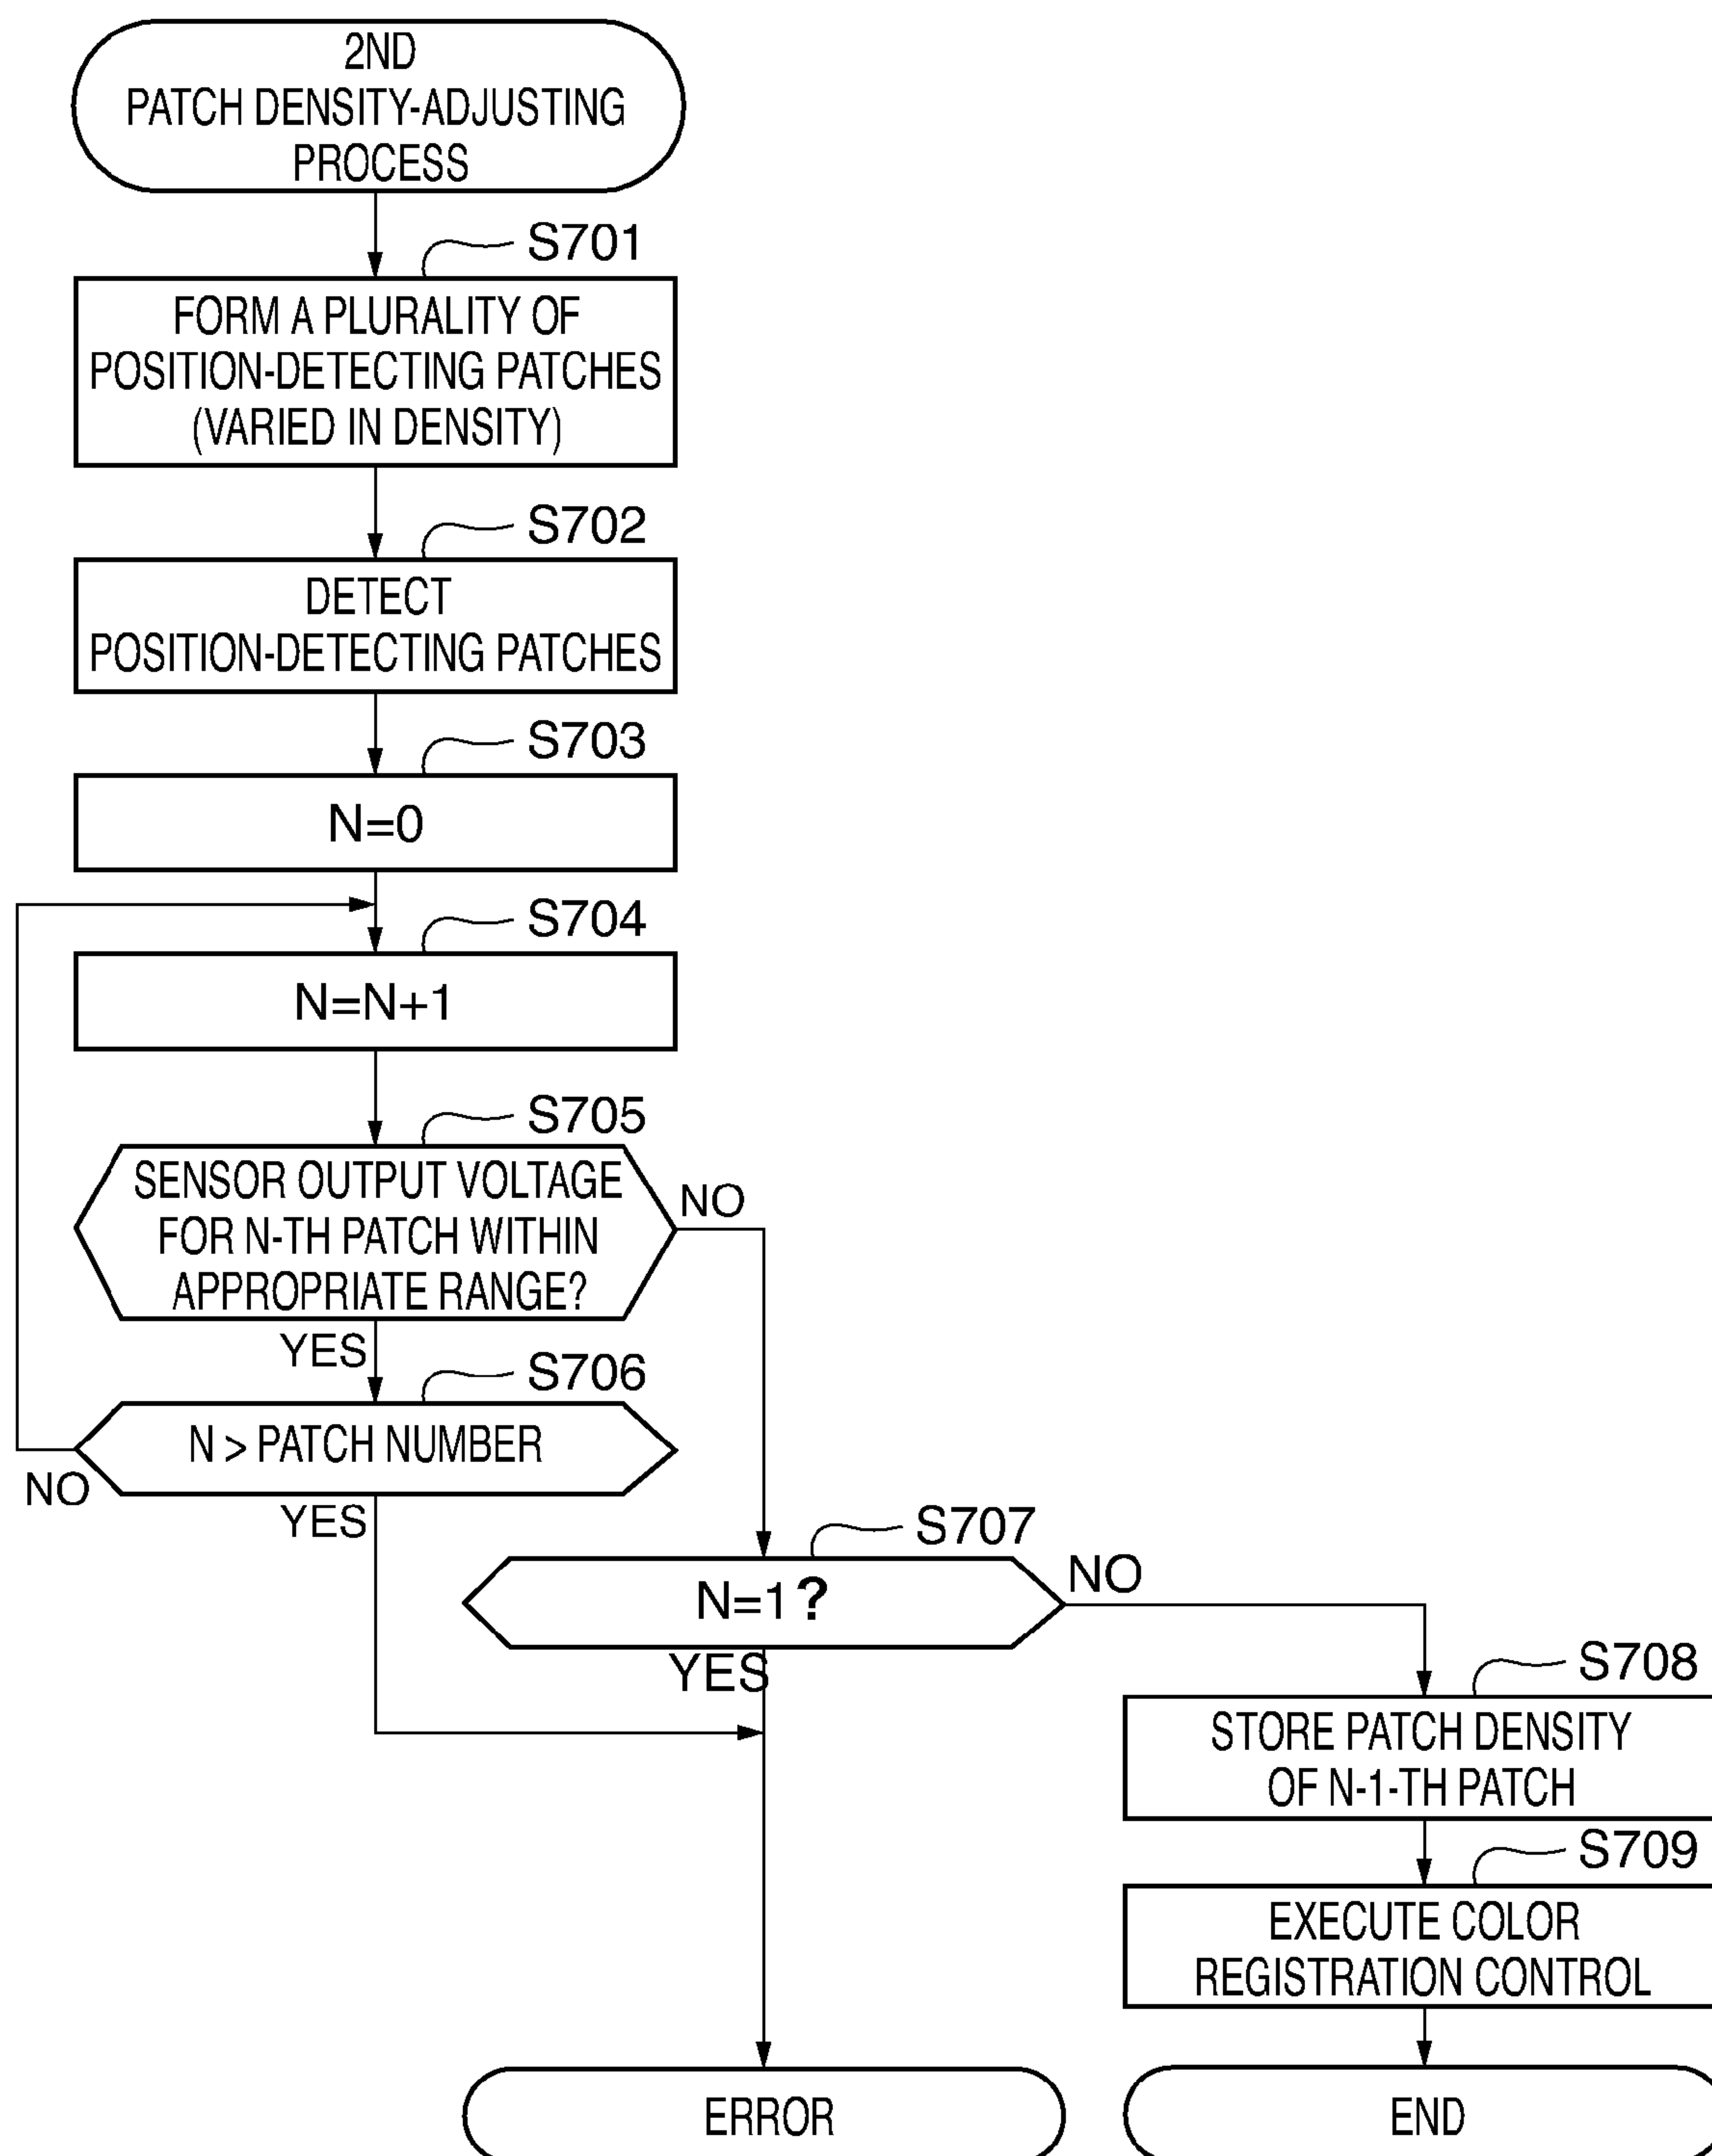 2ND
PATCH DENSITY-ADJUSTING
PROCESS
S701
FORM A PLURALITY OF
POSITION-DETECTING PATCHES
(VARIED IN DENSITY)
S702
DETECT
POSITION-DETECTING PATCHES
S703
N=0
S704
N=N+1
S705
SENSOR OUTPUT VOLTAGE
FOR N-TH PATCH WITHIN
APPROPRIATE RANGE?
NO
YES
S706
N > PATCH NUMBER
NO
YES
S707
N=1?
NO
YES
S708
STORE PATCH DENSITY
OF N-1-TH PATCH
S709
EXECUTE COLOR
REGISTRATION CONTROL
ERROR
END